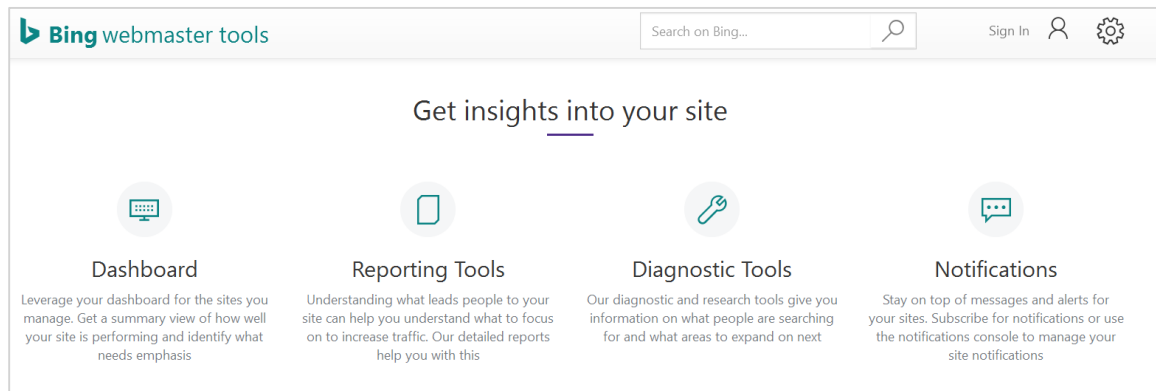 Bing webmaster tools
Search on Bing...
Sign In
Get insights into your site
Dashboard
Leverage your dashboard for the sites you
manage. Get a summary view of how well
your site is performing and identify what
needs emphasis
Reporting Tools
Understanding what leads people to your
site can help you understand what to focus
on to increase traffic. Our detailed reports
help you with this
Diagnostic Tools
Our diagnostic and research tools give you
information on what people are searching
for and what areas to expand on next
Notifications
Stay on top of messages and alerts for
your sites. Subscribe for notifications or use
the notifications console to manage your
site notifications